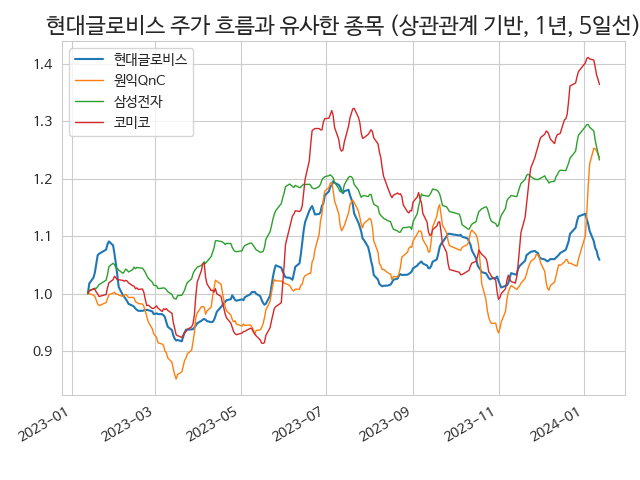 현대글로비스 주가 흐름과 유사한 종목 (상관관계 기반, 1년, 5일선)
현대글로비스
원익QnC
삼성전자
코미코
1.4
1.3
1.2
1.1
1.0
0.9
2023-01
2023-03
2023-05
2023-07
2023-09
2023-11
2024-01